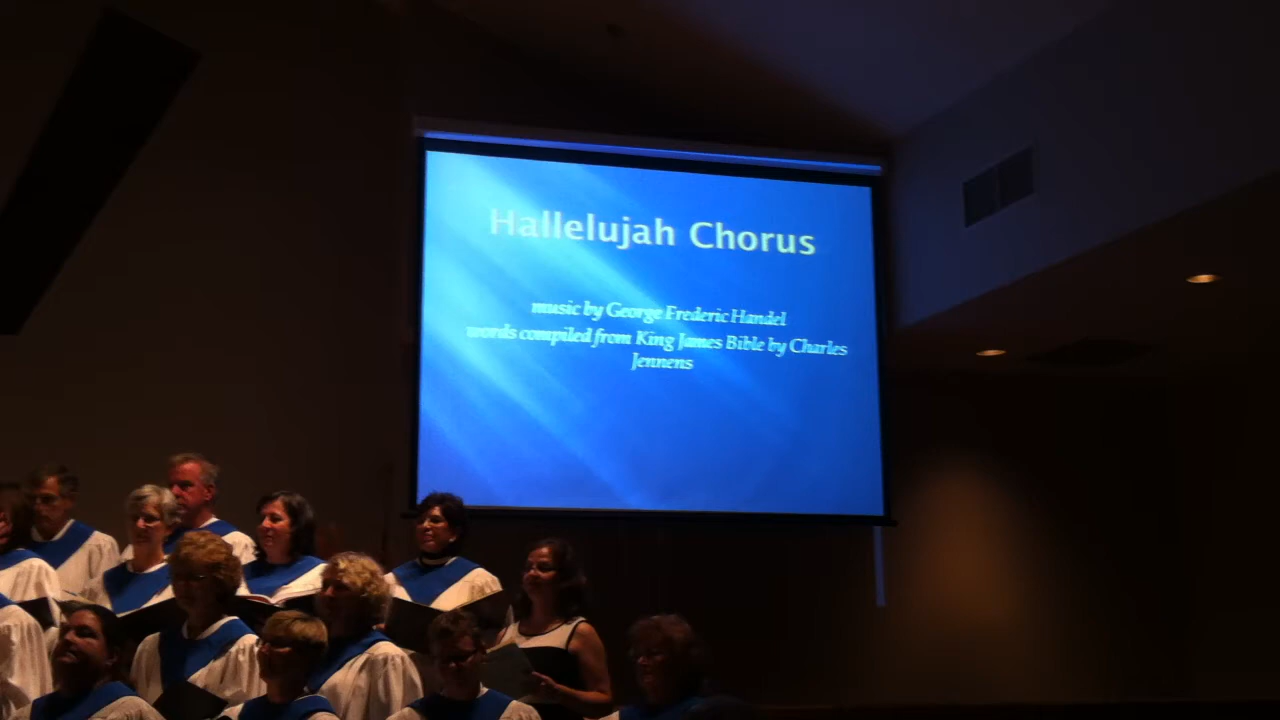 Hallelujah Chorus
music by George Frederic Handel
words compiled from King James Bible by Charles
Jennens